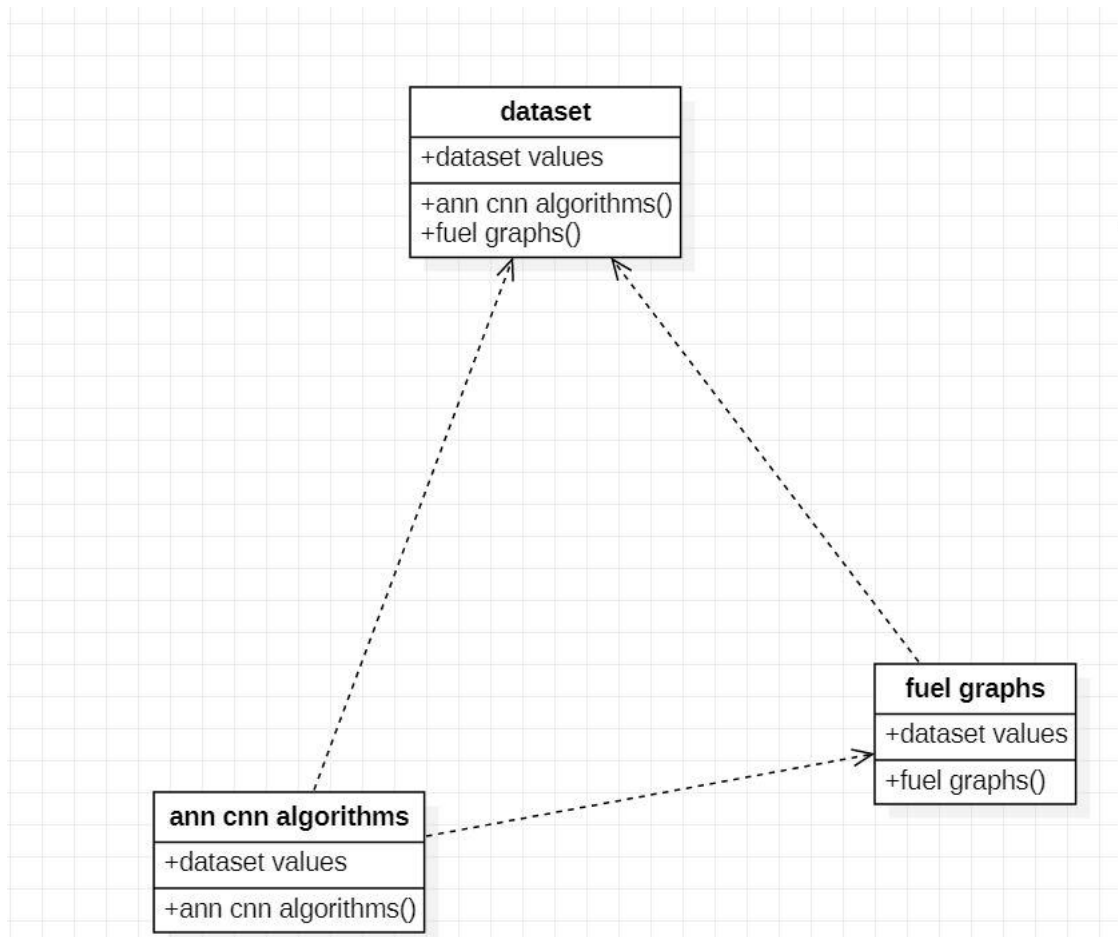 dataset
+dataset values
+ann cnn algorithms()
+fuel graphs()
fuel graphs
+dataset values
+fuel graphs()
ann cnn algorithms
+dataset values
+ann cnn algorithms()